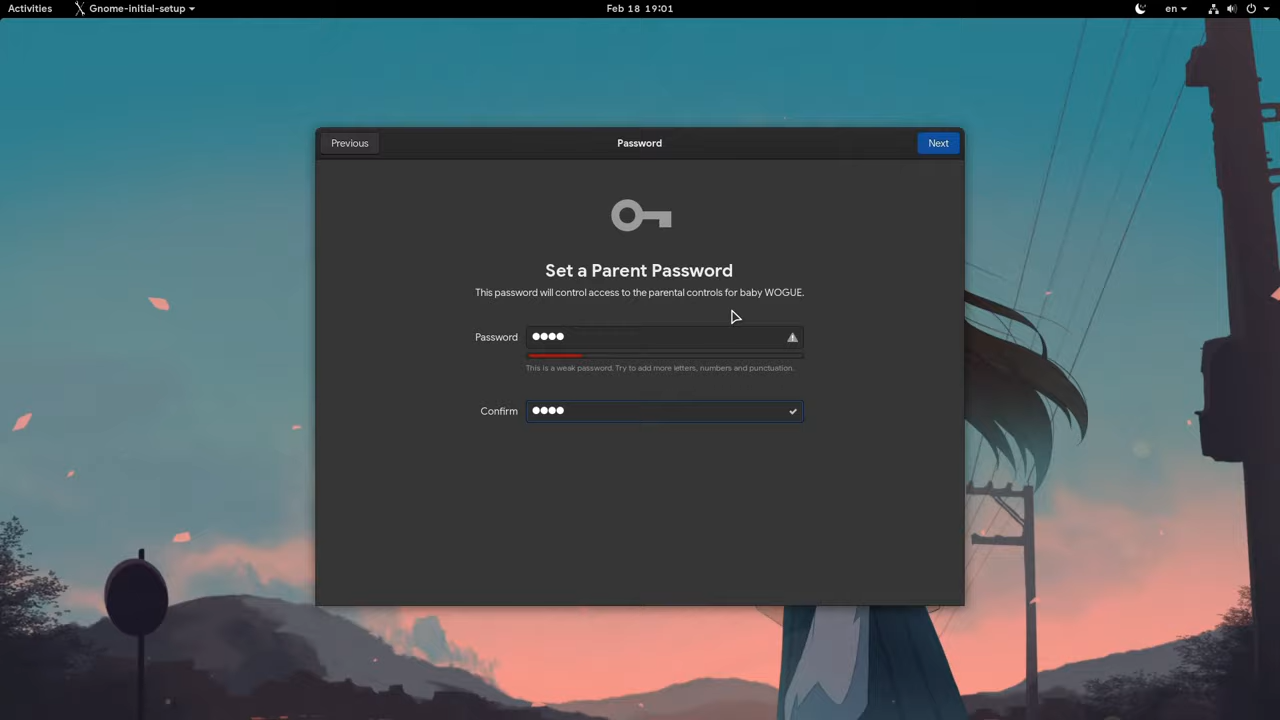 Activities Gnome-initial-setup Feb 18 19:01 en
Previous Password Next
Set a Parent Password
This password will control access to the parental controls for baby WOGUE.
Password ●●●●
This is a weak password. Try to add more letters, numbers and punctuation.
Confirm ●●●●